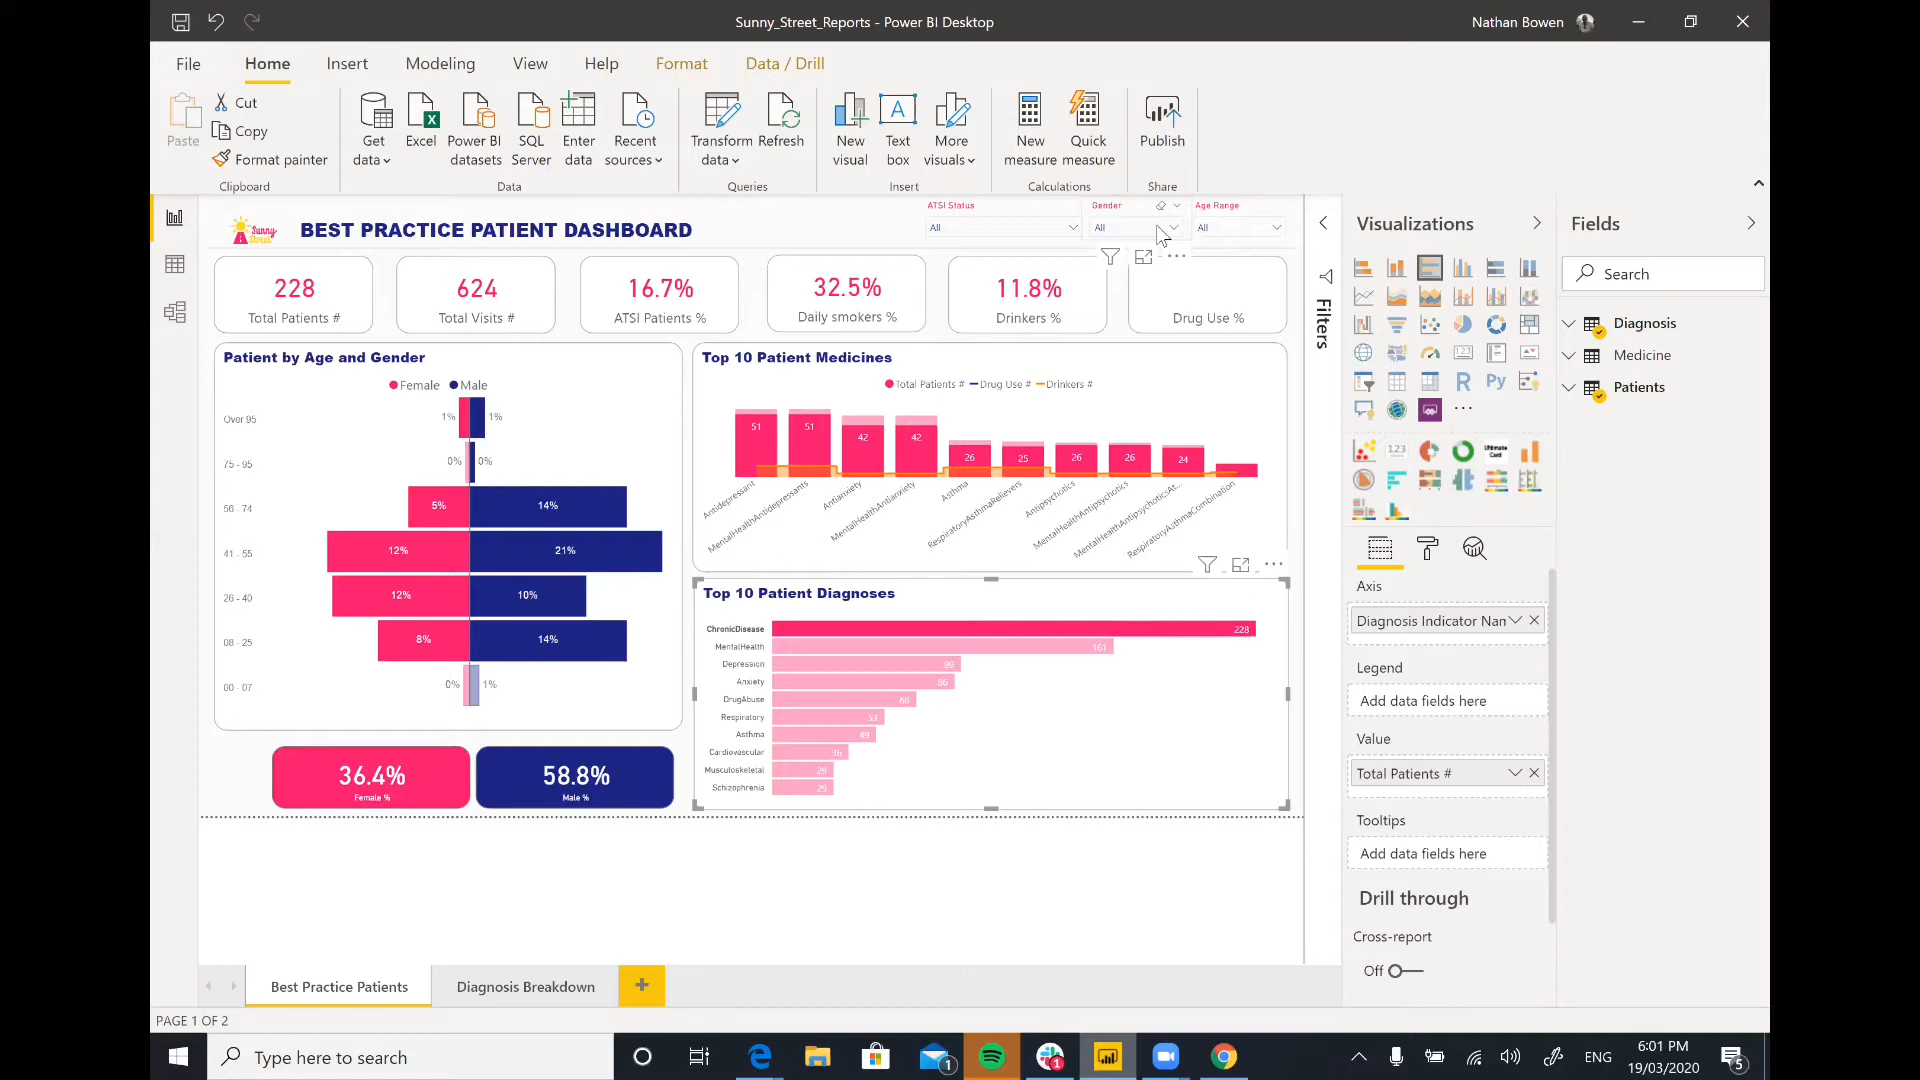 Sunny_Street_Reports - Power BI Desktop
Nathan Bowen
File Home Insert Modeling View Help Format Data / Drill
Paste
Cut
Copy
Format painter
Clipboard
Get data
Excel
Power BI datasets
SQL Server
Enter data
Recent sources
Data
Transform data
Refresh
Queries
New visual
Text box
More visuals
Insert
New measure
Quick measure
Calculations
Publish
Share
Sunny Street
BEST PRACTICE PATIENT DASHBOARD
ATSI Status
All
Gender
All
Age Range
All
228
Total Patients #
624
Total Visits #
16.7%
ATSI Patients %
32.5%
Daily smokers %
11.8%
Drinkers %
Drug Use %
Patient by Age and Gender
Female Male
Over 95 1% 1%
75 - 95 0% 0%
56 - 74 5% 14%
41 - 55 12% 21%
26 - 40 12% 10%
08 - 25 8% 14%
00 - 07 0% 1%
36.4%
Female %
58.8%
Male %
Top 10 Patient Medicines
Total Patients # Drug Use # Drinkers #
51 51 42 42 26 25 26 26 24
Antidepressant
MentalHealthAntidepressants
Antianxiety
MentalHealthAntianxiety
Asthma
RespiratoryAsthmaRelievers
Antipsychotics
MentalHealthAntipsychotics
MentalHealthAntipsychoticsAt...
RespiratoryAsthmaCombination
Top 10 Patient Diagnoses
ChronicDisease 228
MentalHealth 161
Depression 89
Anxiety 86
DrugAbuse 68
Respiratory 53
Asthma 49
Cardiovascular 36
Musculoskeletal 29
Schizophrenia 29
Filters
Visualizations
R Py
123
Axis
Diagnosis Indicator Nan
Legend
Add data fields here
Value
Total Patients #
Tooltips
Add data fields here
Drill through
Cross-report
Off
Fields
Search
Diagnosis
Medicine
Patients
Best Practice Patients
Diagnosis Breakdown
+
PAGE 1 OF 2
Type here to search
1
1
ENG
6:01 PM
19/03/2020
5